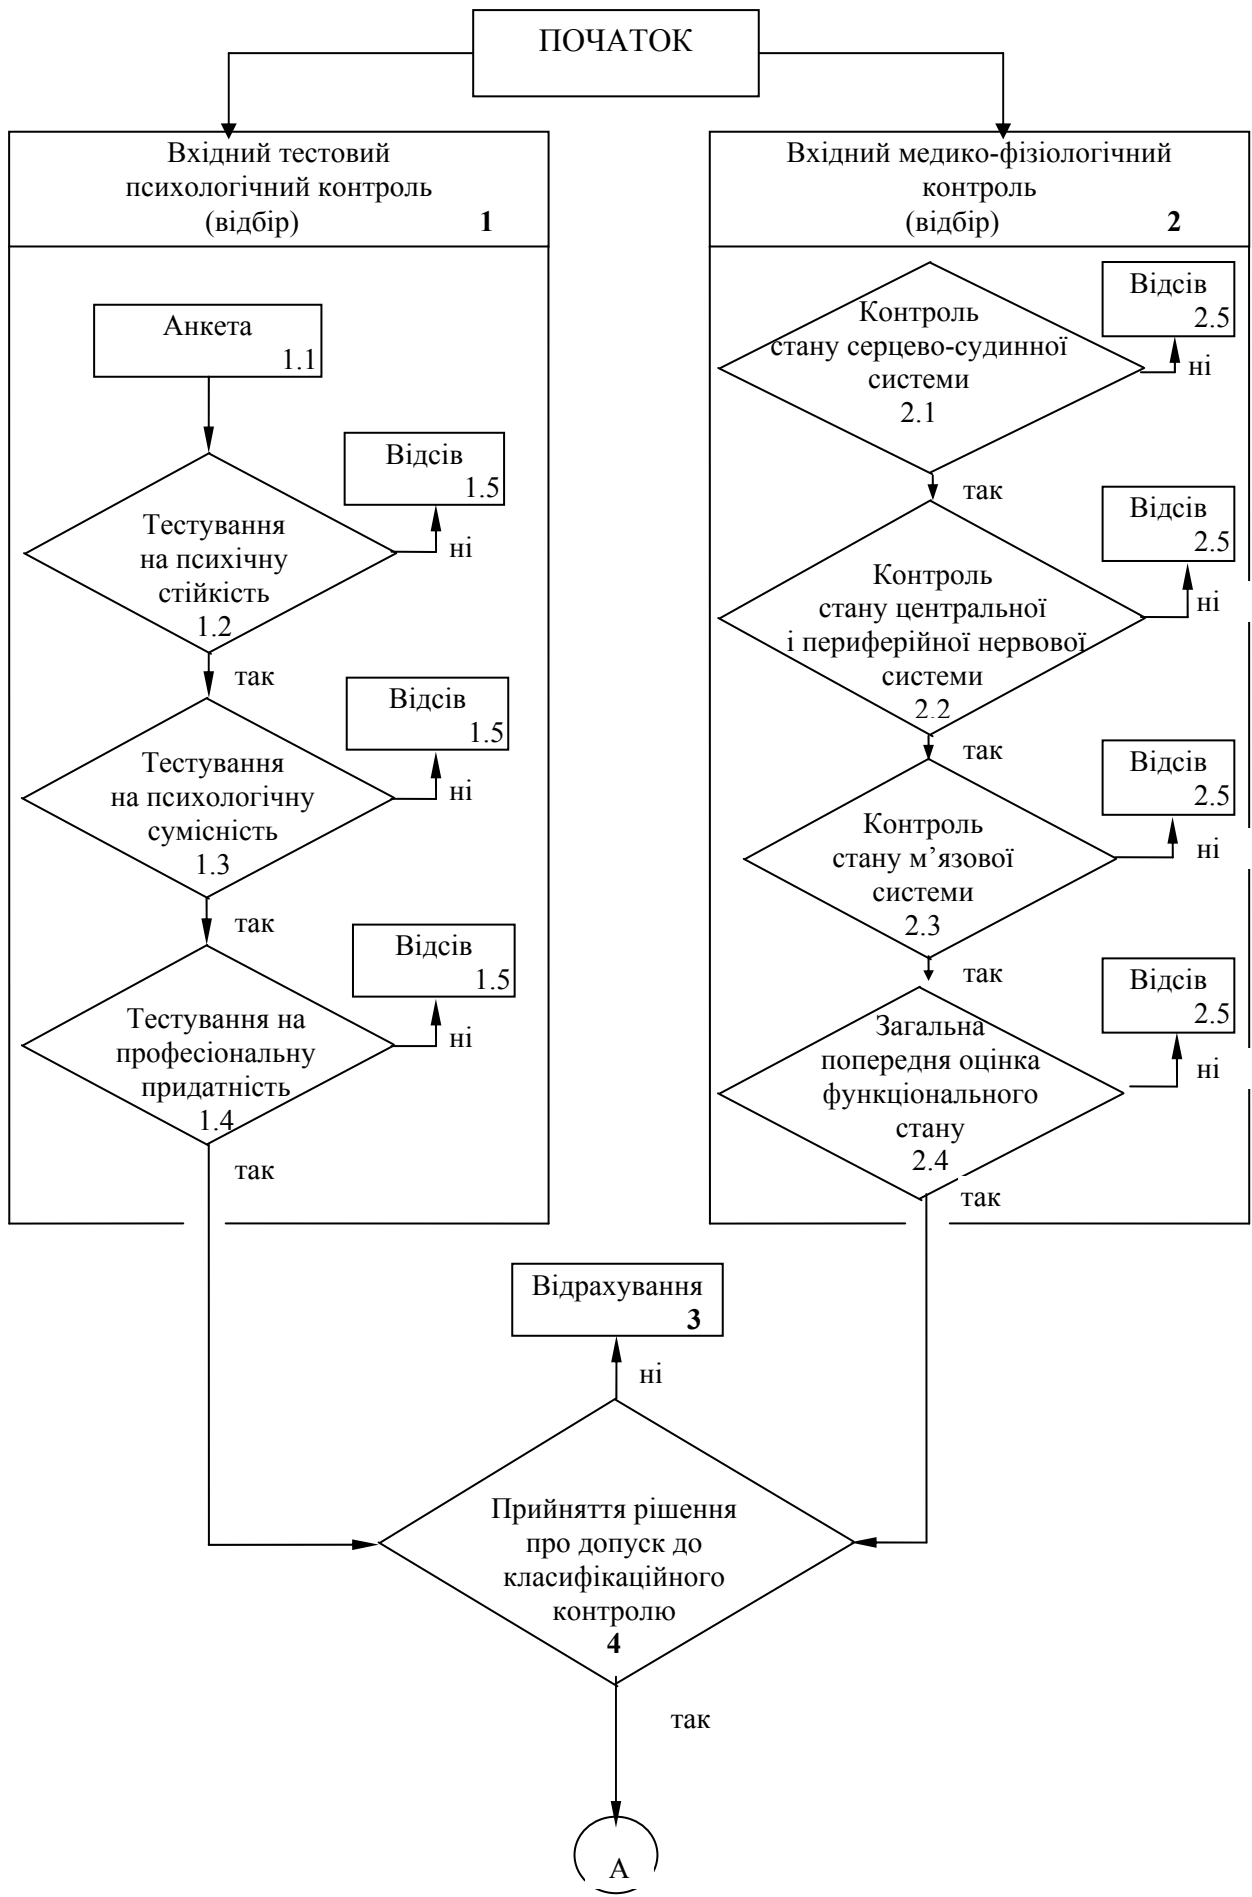 ПОЧАТОК
Вхідний тестовий
психологічний контроль
(відбір) 1
Анкета
1.1
Відсів
1.5
Тестування
на психічну
стійкість
1.2
ні
так
Відсів
1.5
Тестування
на психологічну
сумісність
1.3
ні
так
Відсів
1.5
Тестування на
професіональну
придатність
1.4
ні
так
Вхідний медико-фізіологічний
контроль
(відбір) 2
Відсів
2.5
Контроль
стану серцево-судинної
системи
2.1
ні
так
Відсів
2.5
Контроль
стану центральної
і периферійної нервової
системи
2.2
ні
так
Відсів
2.5
Контроль
стану м’язової
системи
2.3
ні
так
Відсів
2.5
Загальна
попередня оцінка
функціонального
стану
2.4
ні
так
Відрахування
3
ні
Прийняття рішення
про допуск до
класифікаційного
контролю
4
так
А